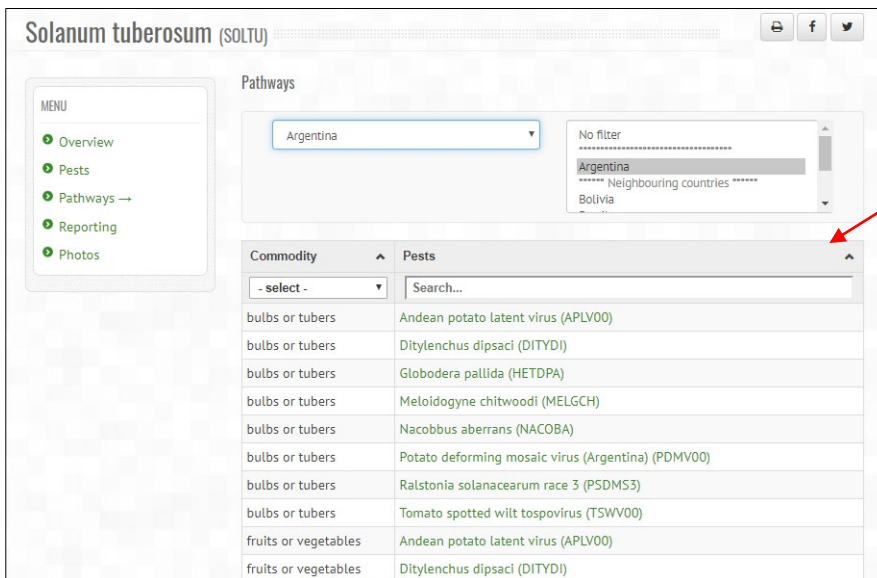 Solanum tuberosum (SOLTU)
MENU
Overview
Pests
Pathways →
Reporting
Photos
Pathways
Argentina
No filter
************************************
Argentina
****** Neighbouring countries ******
Bolivia
Commodity Pests
- select - Search...
bulbs or tubers Andean potato latent virus (APLV00)
bulbs or tubers Ditylenchus dipsaci (DITYDI)
bulbs or tubers Globodera pallida (HETDPA)
bulbs or tubers Meloidogyne chitwoodi (MELGCH)
bulbs or tubers Nacobbus aberrans (NACOBA)
bulbs or tubers Potato deforming mosaic virus (Argentina) (PDMV00)
bulbs or tubers Ralstonia solanacearum race 3 (PSDMS3)
bulbs or tubers Tomato spotted wilt tospovirus (TSWV00)
fruits or vegetables Andean potato latent virus (APLV00)
fruits or vegetables Ditylenchus dipsaci (DITYDI)